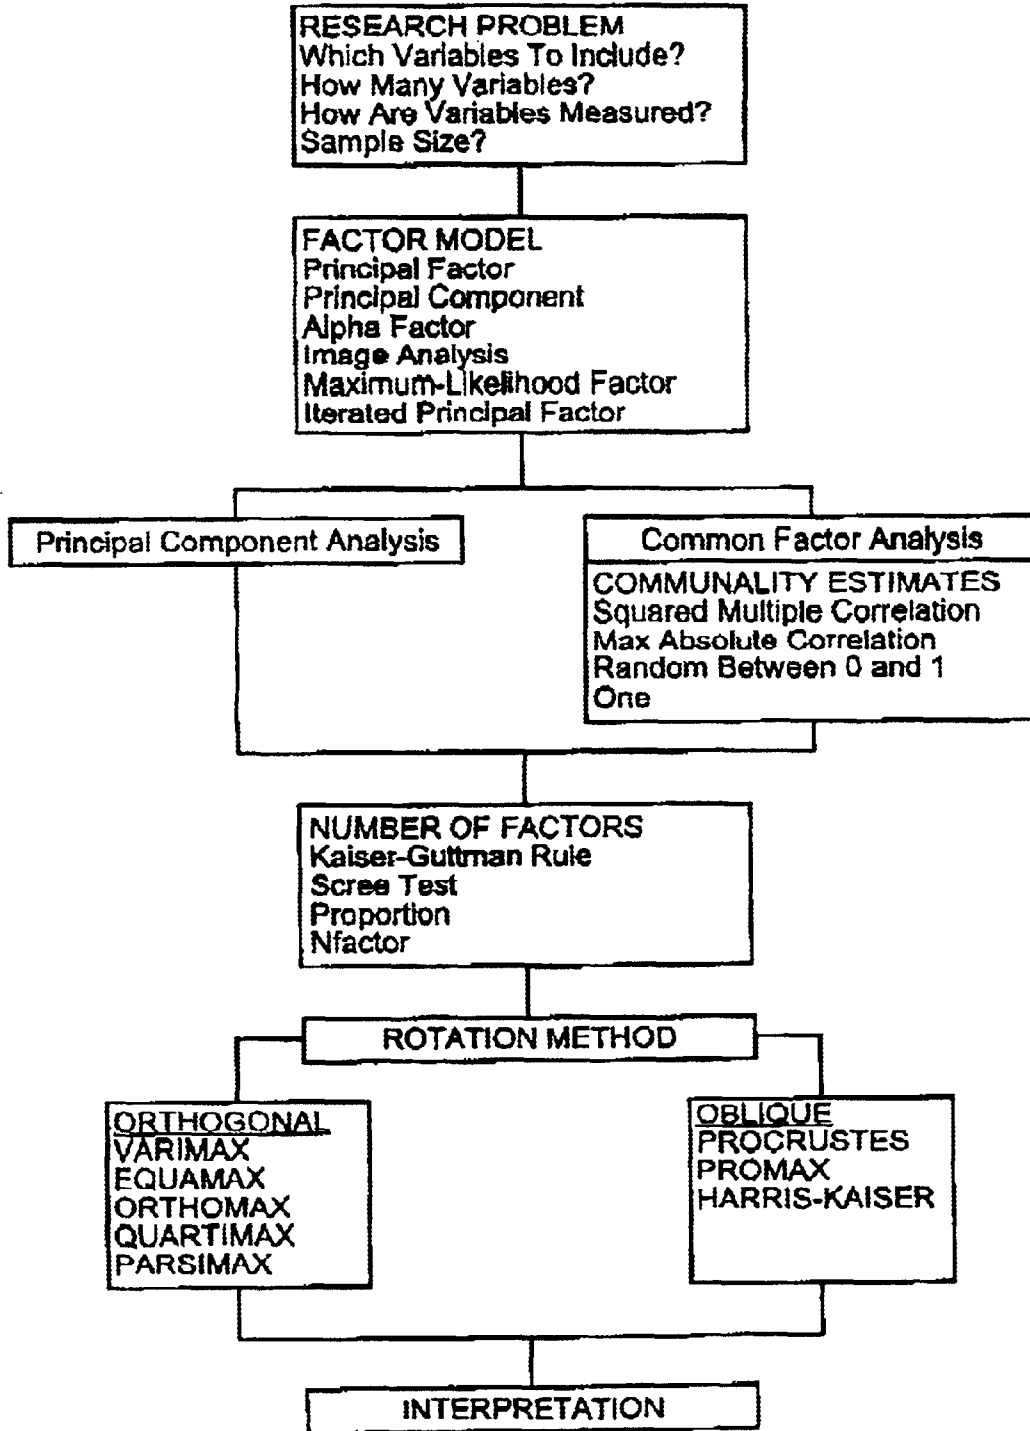 RESEARCH PROBLEM
Which Variables To Include?
How Many Variables?
How Are Variables Measured?
Sample Size?
FACTOR MODEL
Principal Factor
Principal Component
Alpha Factor
Image Analysis
Maximum-Likelihood Factor
Iterated Principal Factor
Principal Component Analysis
Common Factor Analysis
COMMUNALITY ESTIMATES
Squared Multiple Correlation
Max Absolute Correlation
Random Between 0 and 1
One
NUMBER OF FACTORS
Kaiser-Guttman Rule
Scree Test
Proportion
Nfactor
ROTATION METHOD
ORTHOGONAL
VARIMAX
EQUAMAX
ORTHOMAX
QUARTIMAX
PARSIMAX
OBLIQUE
PROCRUSTES
PROMAX
HARRIS-KAISER
INTERPRETATION